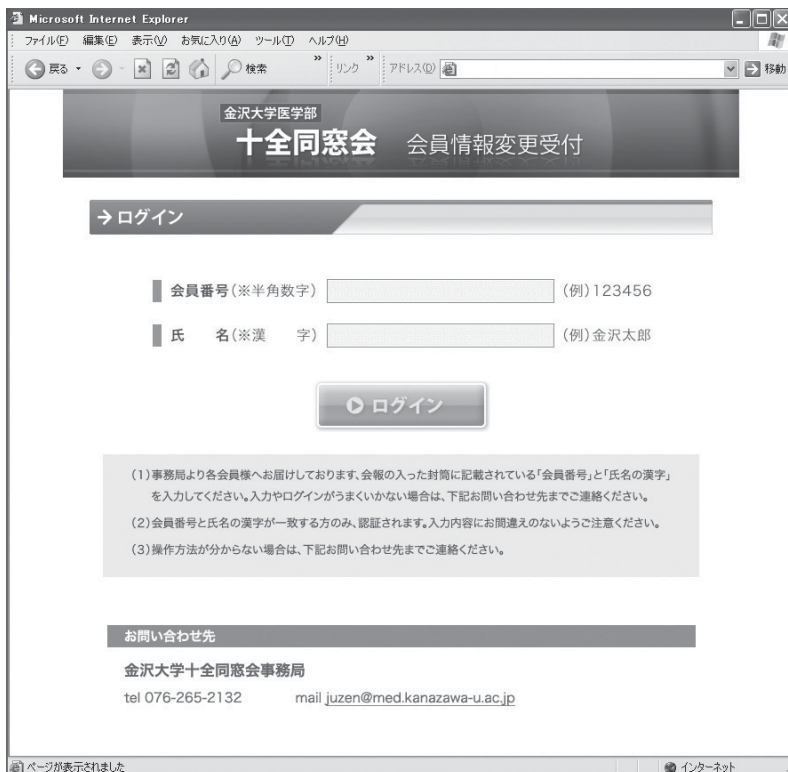 Microsoft Internet Explorer
ファイル(F) 編集(E) 表示(V) お気に入り(A) ツール(T) ヘルプ(H)
戻る 検索 » リンク » アドレス(D) 移動
金沢大学医学部
十全同窓会 会員情報変更受付
→ログイン
会員番号(※半角数字) (例)123456
氏 名(※漢 字) (例)金沢太郎
ログイン
(1)事務局より各会員様へお届けしております、会報の入った封筒に記載されている「会員番号」と「氏名の漢字」
を入力してください。入力やログインがうまくいかない場合は、下記お問い合わせ先までご連絡ください。
(2)会員番号と氏名の漢字が一致する方のみ、認証されます。入力内容にお間違えのないようご注意ください。
(3)操作方法が分からない場合は、下記お問い合わせ先までご連絡ください。
お問い合わせ先
金沢大学十全同窓会事務局
tel 076-265-2132 mail juzen@med.kanazawa-u.ac.jp
ページが表示されました インターネット